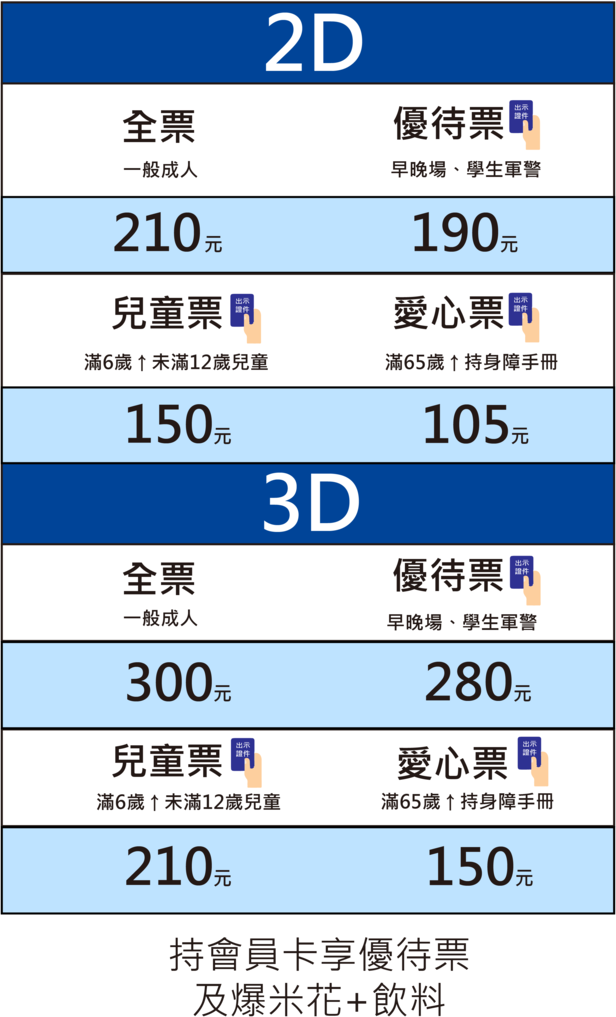 2D
全票
優待票 出示
證件
一般成人
早晚場、學生軍警
210元
190元
兒童票 出示
證件
愛心票 出示
證件
滿6歲↑未滿12歲兒童
滿65歲↑持身障手冊
150元
105元
3D
全票
優待票 出示
證件
一般成人
早晚場、學生軍警
300元
280元
兒童票 出示
證件
愛心票 出示
證件
滿6歲↑未滿12歲兒童
滿65歲↑持身障手冊
210元
150元
持會員卡享優待票
及爆米花+飲料